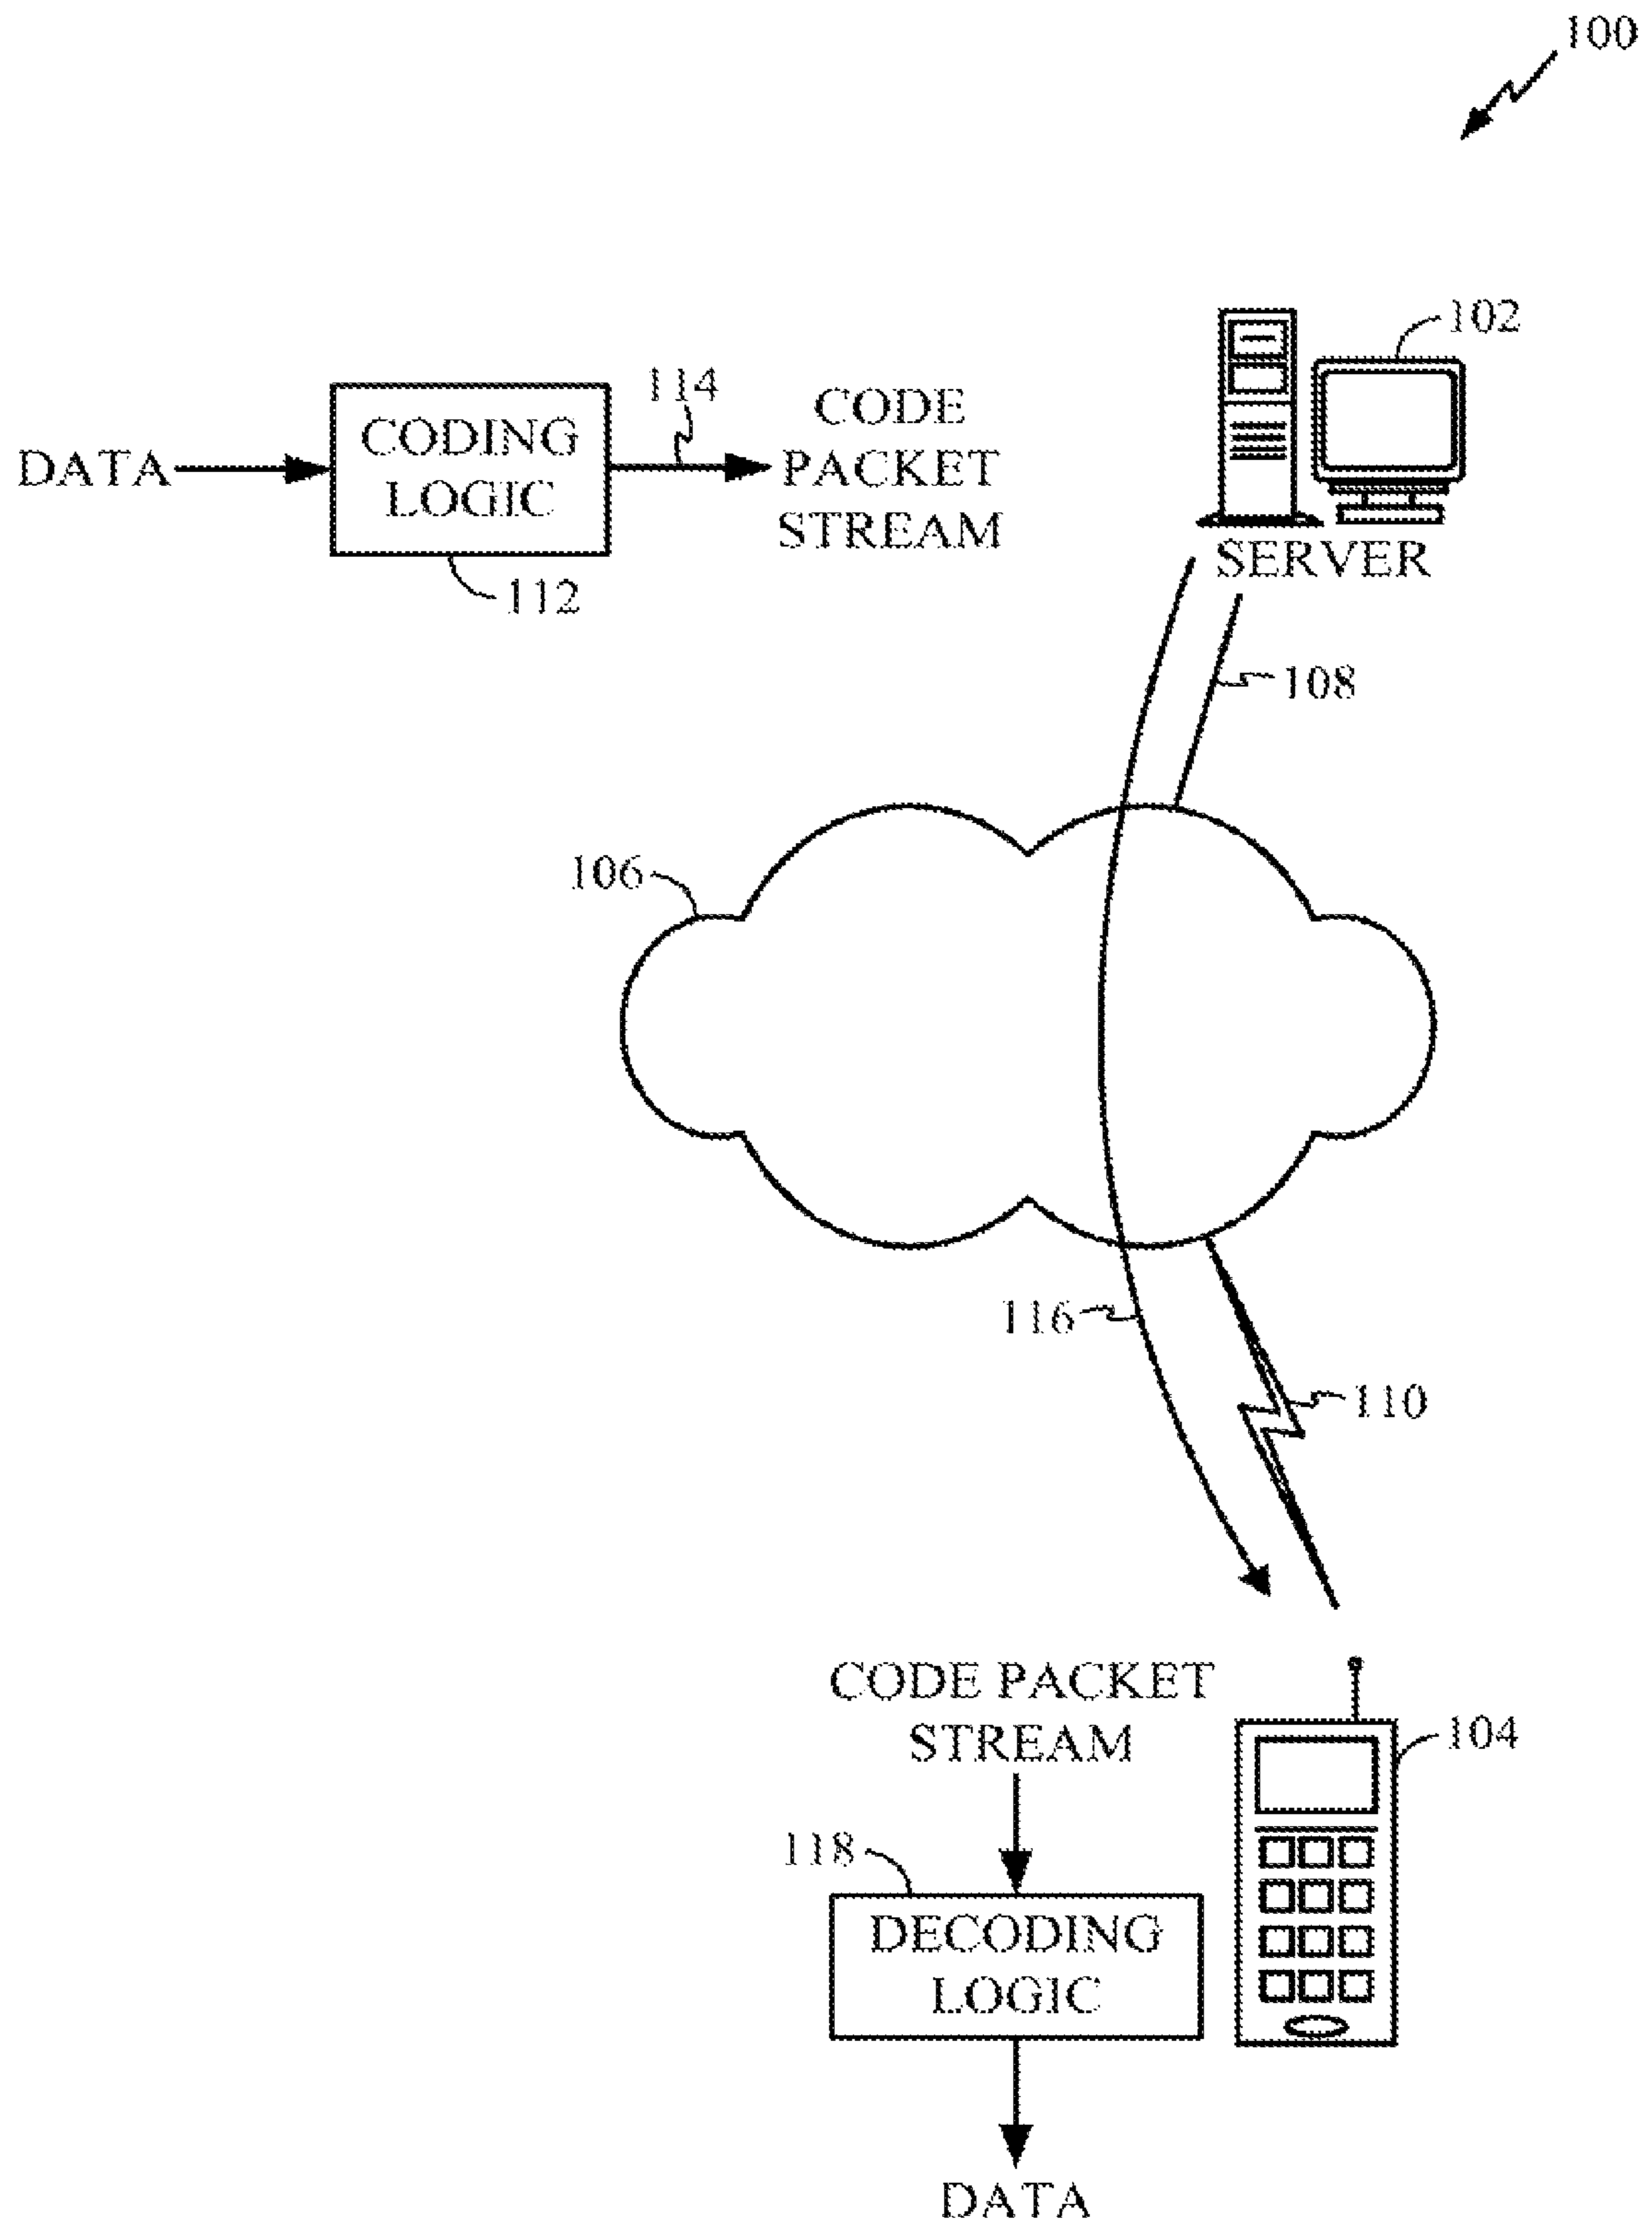 100
102
114
CODE
PACKET
STREAM
CODING
LOGIC
DATA
112
SERVER
108
106
116
110
CODE PACKET
STREAM
104
118
DECODING
LOGIC
DATA